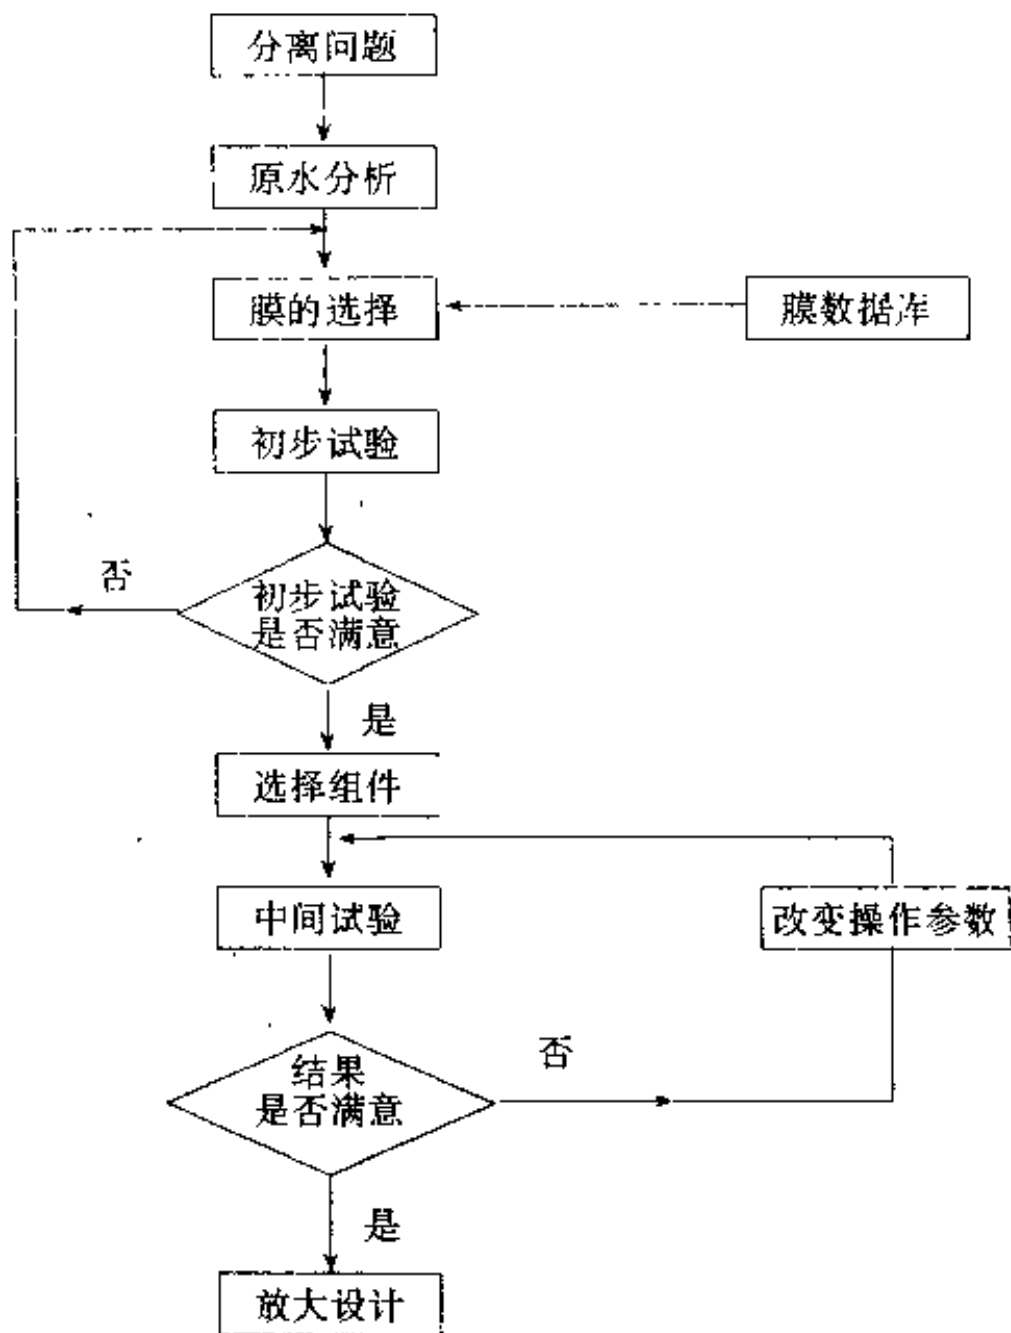 分离问题
原水分析
膜的选择
膜数据库
初步试验
否
初步试验
是否满意
是
选择组件
中间试验
改变操作参数
否
结果
是否满意
是
放大设计